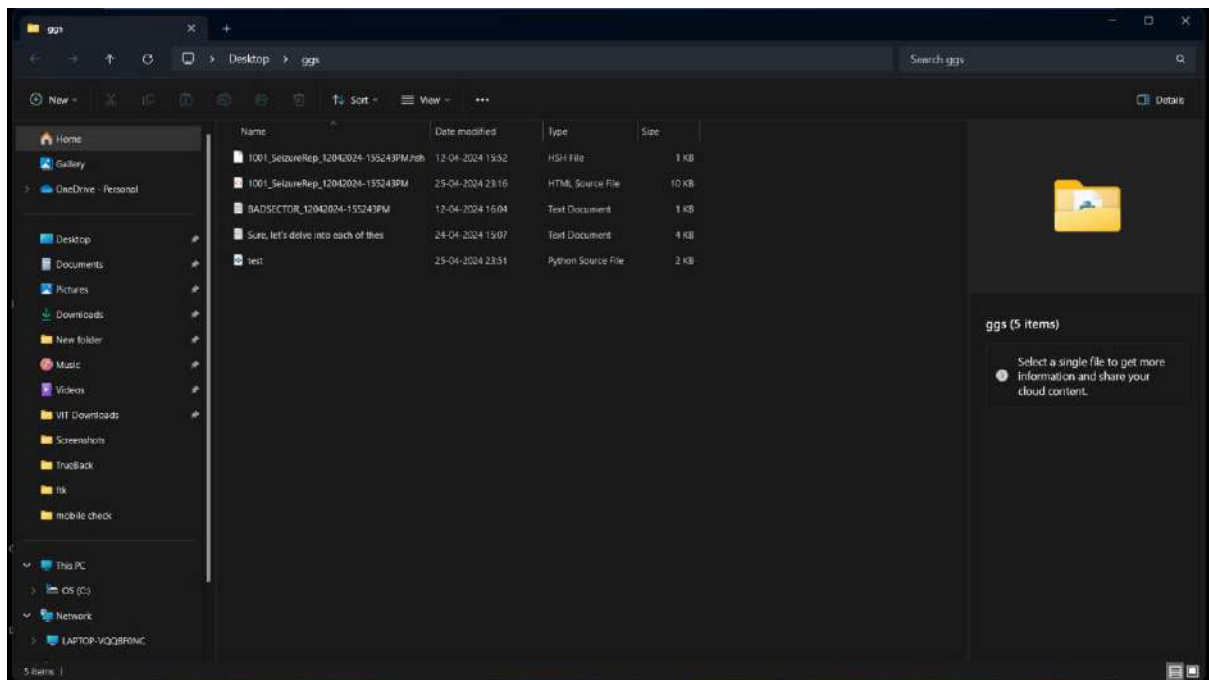 ggs
Desktop > ggs
Search ggs
New
Sort
View
Details
Home
Gallery
OneDrive - Personal
Desktop
Documents
Pictures
Downloads
New folder
Music
Videos
VIT Downloads
Screenshots
TrueBack
ftk
mobile check
This PC
OS (C:)
Network
LAPTOP-VQQBF0NC
Name Date modified Type Size
1001_SeizureRep_12042024-155243PM.hsh 12-04-2024 15:52 HSH File 1 KB
1001_SeizureRep_12042024-155243PM 25-04-2024 23:16 HTML Source File 10 KB
BADSECTOR_12042024-155243PM 12-04-2024 16:04 Text Document 1 KB
Sure, let's delve into each of thes 24-04-2024 15:07 Text Document 4 KB
test 25-04-2024 23:51 Python Source File 2 KB
ggs (5 items)
Select a single file to get more
information and share your
cloud content.
5 items